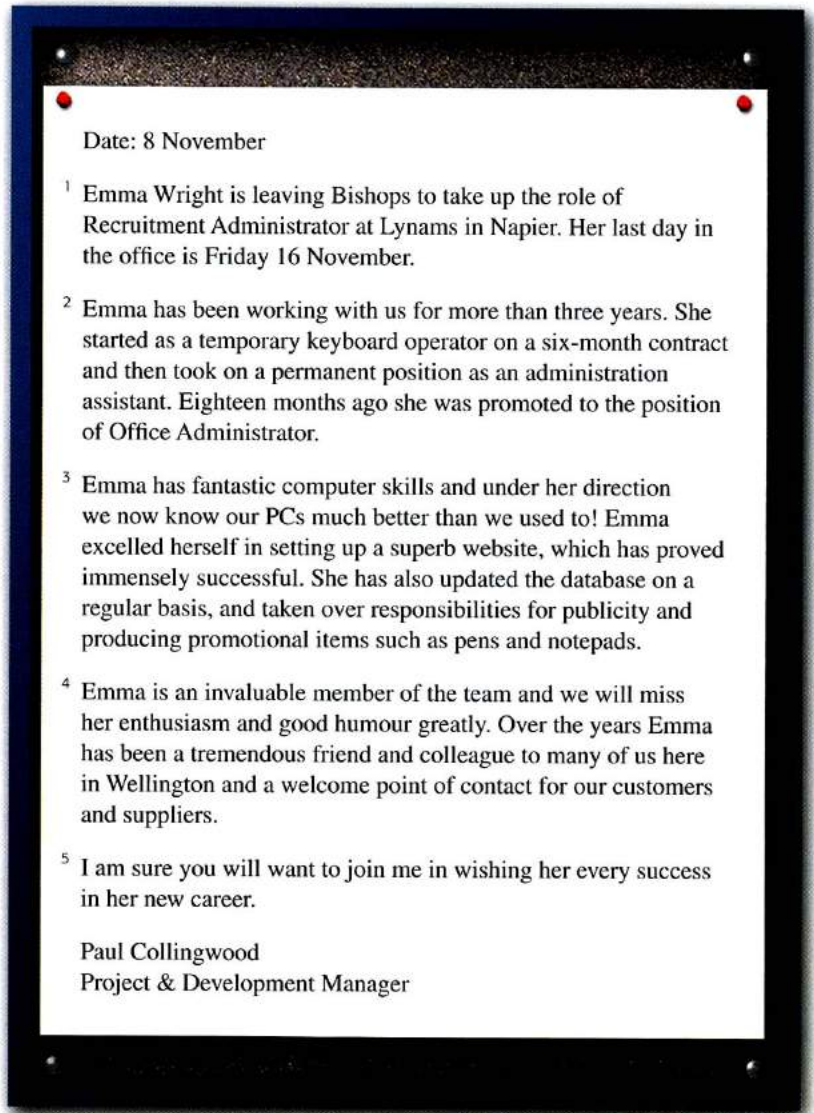 Date: 8 November
1 Emma Wright is leaving Bishops to take up the role of
Recruitment Administrator at Lynams in Napier. Her last day in
the office is Friday 16 November.
2 Emma has been working with us for more than three years. She
started as a temporary keyboard operator on a six-month contract
and then took on a permanent position as an administration
assistant. Eighteen months ago she was promoted to the position
of Office Administrator.
3 Emma has fantastic computer skills and under her direction
we now know our PCs much better than we used to! Emma
excelled herself in setting up a superb website, which has proved
immensely successful. She has also updated the database on a
regular basis, and taken over responsibilities for publicity and
producing promotional items such as pens and notepads.
4 Emma is an invaluable member of the team and we will miss
her enthusiasm and good humour greatly. Over the years Emma
has been a tremendous friend and colleague to many of us here
in Wellington and a welcome point of contact for our customers
and suppliers.
5 I am sure you will want to join me in wishing her every success
in her new career.
Paul Collingwood
Project & Development Manager